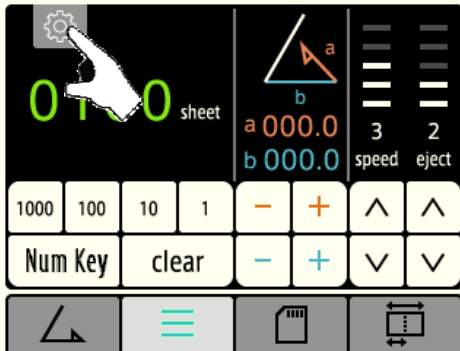 sheet
a
b
a 000.0
b 000.0
3 2
speed eject
1000 100 10 1 - +
Num Key clear - +